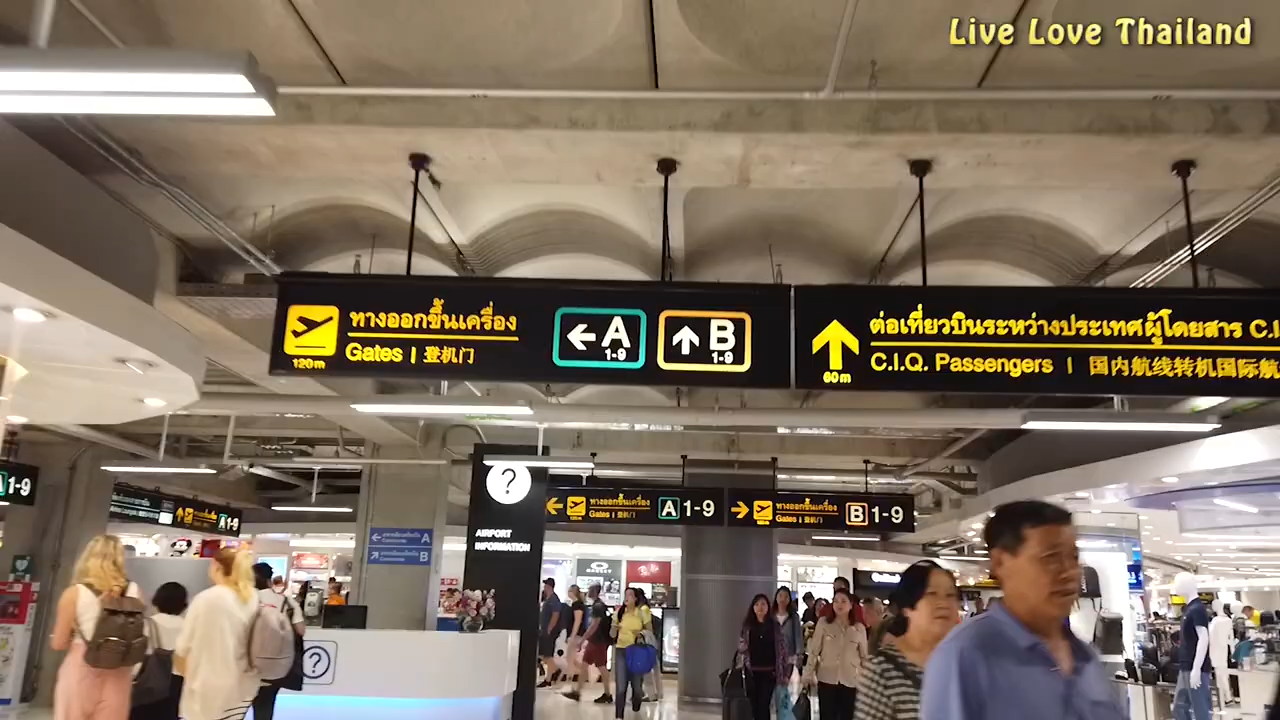 Live Love Thailand
ทางออกขึ้นเครื่อง
Gates | 登机门
120m
← A
1-9
↑ B
1-9
ต่อเที่ยวบินระหว่างประเทศผู้โดยสาร C.I
C.I.Q. Passengers | 国内航线转机国际航
60m
A 1-9
?
AIRPORT
INFORMATION
ทางออกขึ้นเครื่อง
Gates | 登机门
A 1-9
ทางออกขึ้นเครื่อง
Gates | 登机门
B 1-9
1-9
A
B
OAKLEY
?